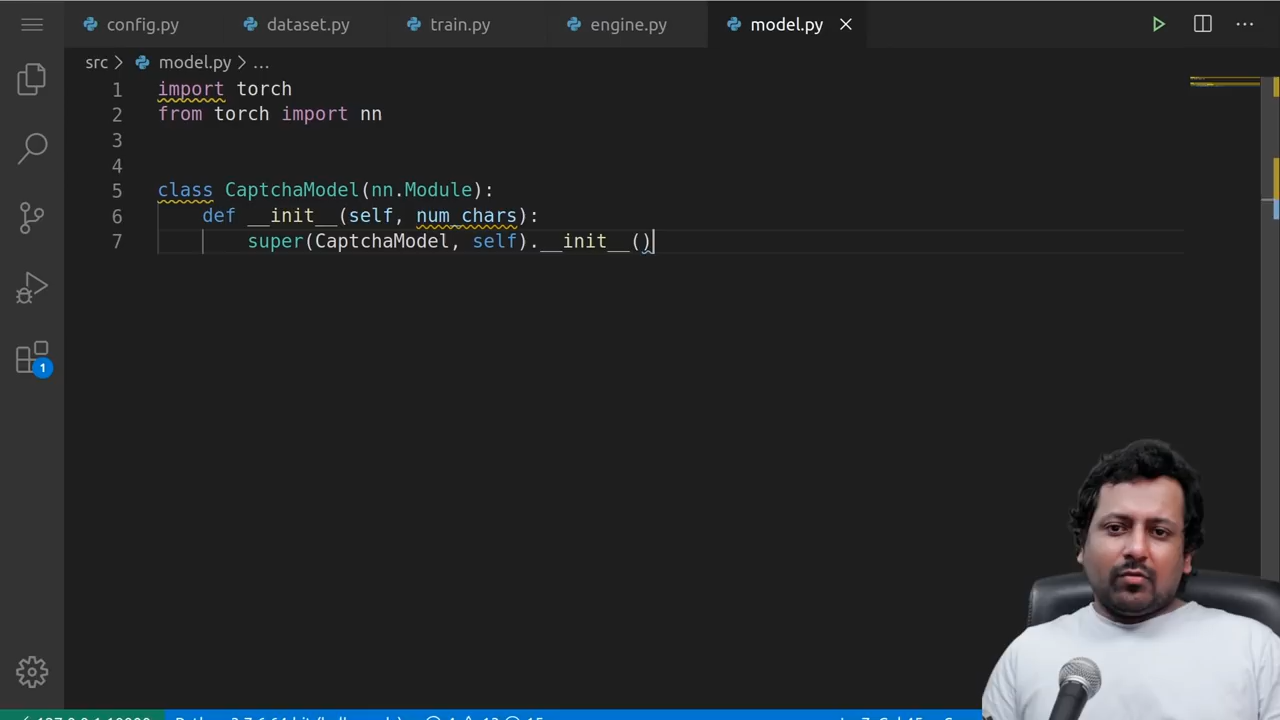 config.py
dataset.py
train.py
engine.py
model.py
src
model.py
...
1 import torch
2 from torch import nn
3
4
5 class CaptchaModel(nn.Module):
6 def __init__(self, num_chars):
7 super(CaptchaModel, self).__init__()
1